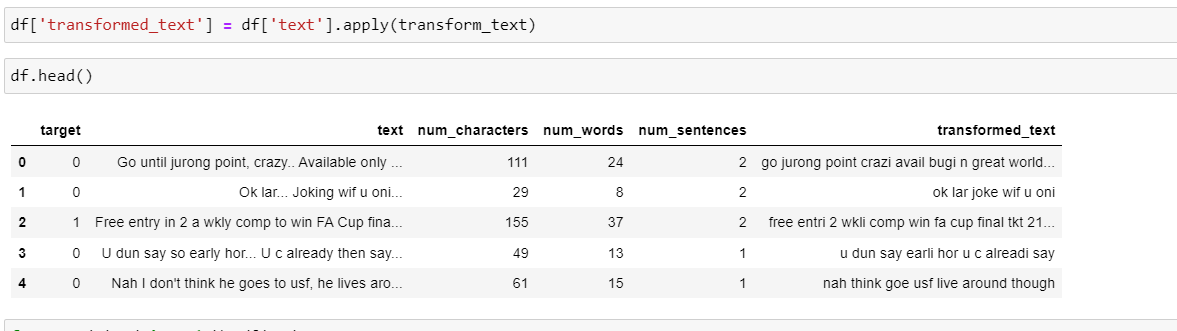 df['transformed_text'] = df['text'].apply(transform_text)
df.head()
target text num_characters num_words num_sentences transformed_text
0 0 Go until jurong point, crazy.. Available only ... 111 24 2 go jurong point crazi avail bugi n great world...
1 0 Ok lar... Joking wif u oni... 29 8 2 ok lar joke wif u oni
2 1 Free entry in 2 a wkly comp to win FA Cup fina... 155 37 2 free entri 2 wkli comp win fa cup final tkt 21...
3 0 U dun say so early hor... U c already then say... 49 13 1 u dun say earli hor u c alreadi say
4 0 Nah I don't think he goes to usf, he lives aro... 61 15 1 nah think goe usf live around though